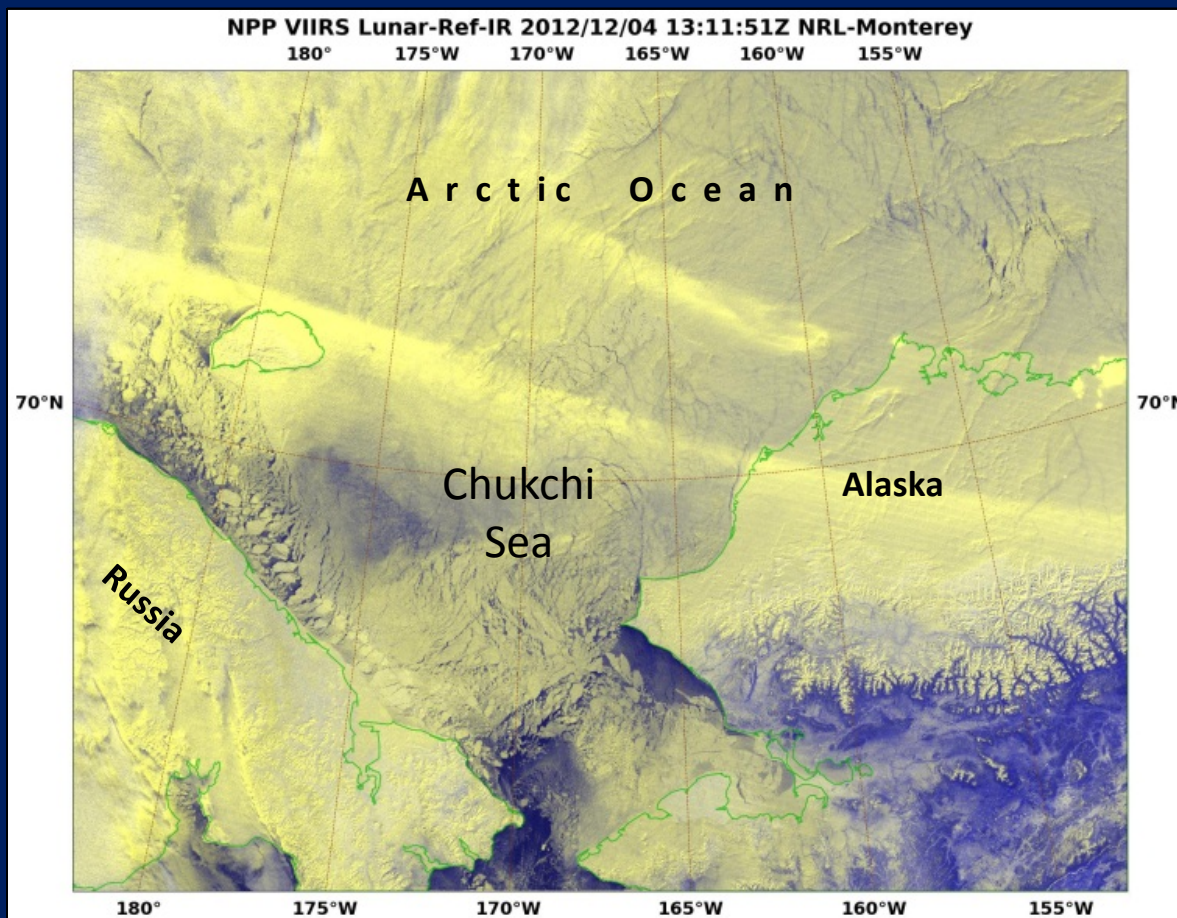 NPP VIIRS Lunar-Ref-IR 2012/12/04 13:11:51Z NRL-Monterey
180° 175°W 170°W 165°W 160°W 155°W
Arctic Ocean
70°N 70°N
Chukchi
Sea
Alaska
Russia
180° 175°W 170°W 165°W 160°W 155°W